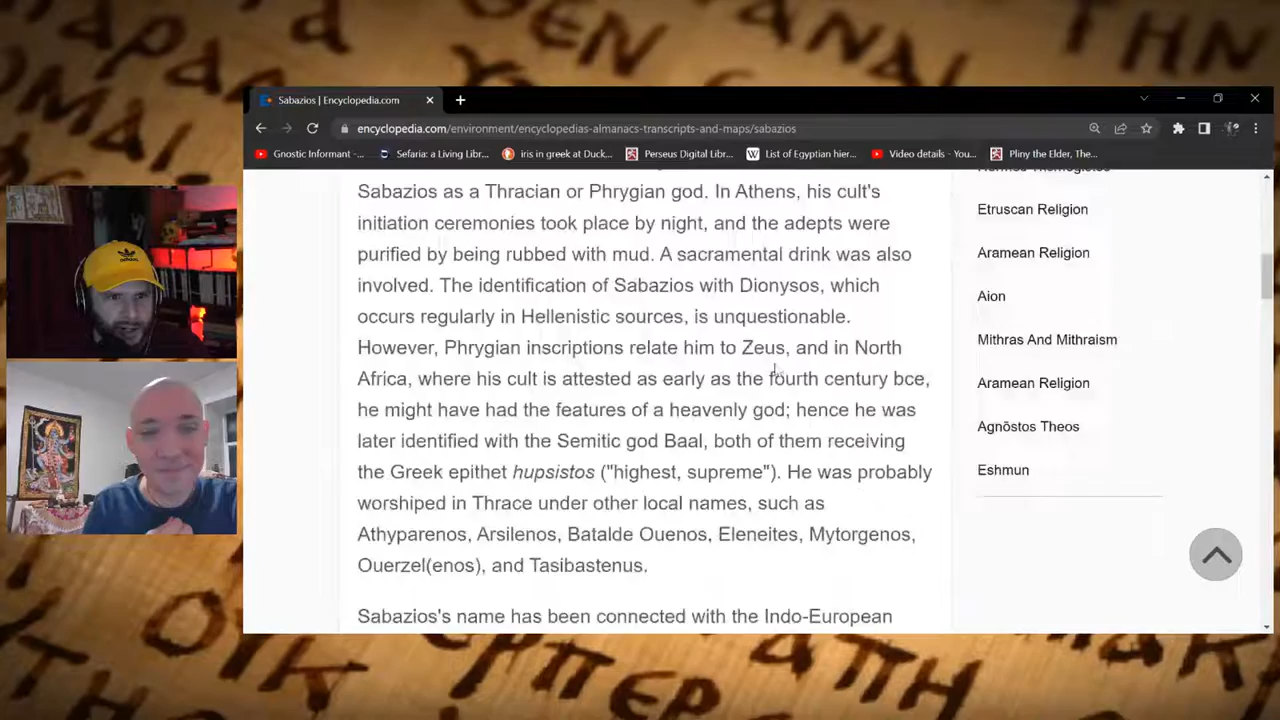 ΠΑΡΑ
ΕΝ
ΑΝΑΙ
ΤΗΝ
Sabazios | Encyclopedia.com
encyclopedia.com/environment/encyclopedias-almanacs-transcripts-and-maps/sabazios
Gnostic Informant -...
Sefaria: a Living Libr...
iris in greek at Duck...
Perseus Digital Libr...
List of Egyptian hier...
Video details - You...
Pliny the Elder, The...
Sabazios as a Thracian or Phrygian god. In Athens, his cult's
initiation ceremonies took place by night, and the adepts were
purified by being rubbed with mud. A sacramental drink was also
involved. The identification of Sabazios with Dionysos, which
occurs regularly in Hellenistic sources, is unquestionable.
However, Phrygian inscriptions relate him to Zeus, and in North
Africa, where his cult is attested as early as the fourth century bce,
he might have had the features of a heavenly god; hence he was
later identified with the Semitic god Baal, both of them receiving
the Greek epithet hupsistos ("highest, supreme"). He was probably
worshiped in Thrace under other local names, such as
Athyparenos, Arsilenos, Batalde Ouenos, Eleneites, Mytorgenos,
Ouerzel(enos), and Tasibastenus.
Sabazios's name has been connected with the Indo-European
Hermes Trismegistos
Etruscan Religion
Aramean Religion
Aion
Mithras And Mithraism
Aramean Religion
Agnōstos Theos
Eshmun